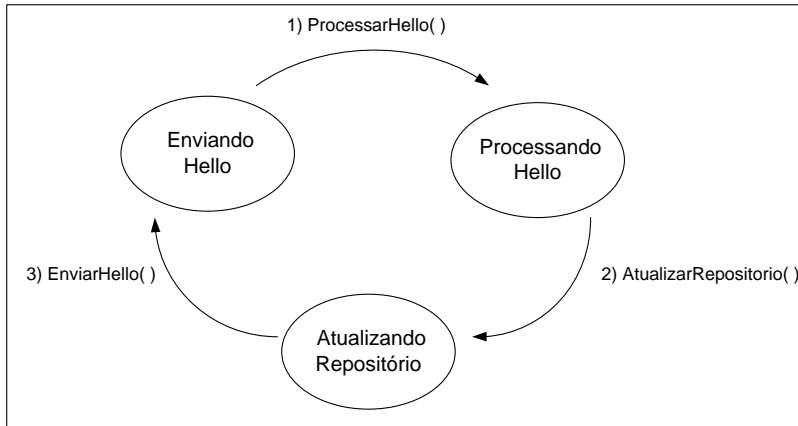 1) ProcessarHello( )
Enviando
Hello
Processando
Hello
3) EnviarHello( )
2) AtualizarRepositorio( )
Atualizando
Repositório